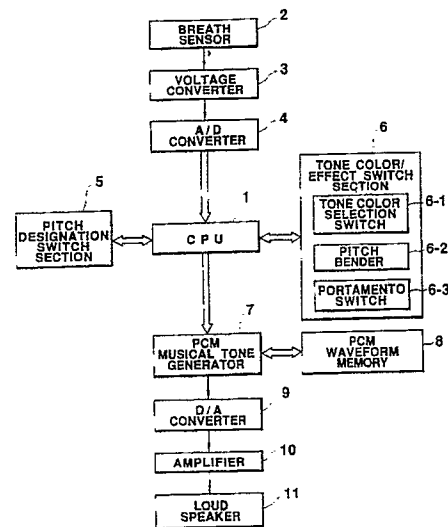 2
BREATH
SENSOR
3
VOLTAGE
CONVERTER
4
A/D
CONVERTER
5
PITCH
DESIGNATION
SWITCH
SECTION
1
CPU
6
TONE COLOR/
EFFECT SWITCH
SECTION
6-1
TONE COLOR
SELECTION
SWITCH
6-2
PITCH
BENDER
6-3
PORTAMENTO
SWITCH
7
PCM
MUSICAL TONE
GENERATOR
8
PCM
WAVEFORM
MEMORY
9
D/A
CONVERTER
10
AMPLIFIER
11
LOUD
SPEAKER